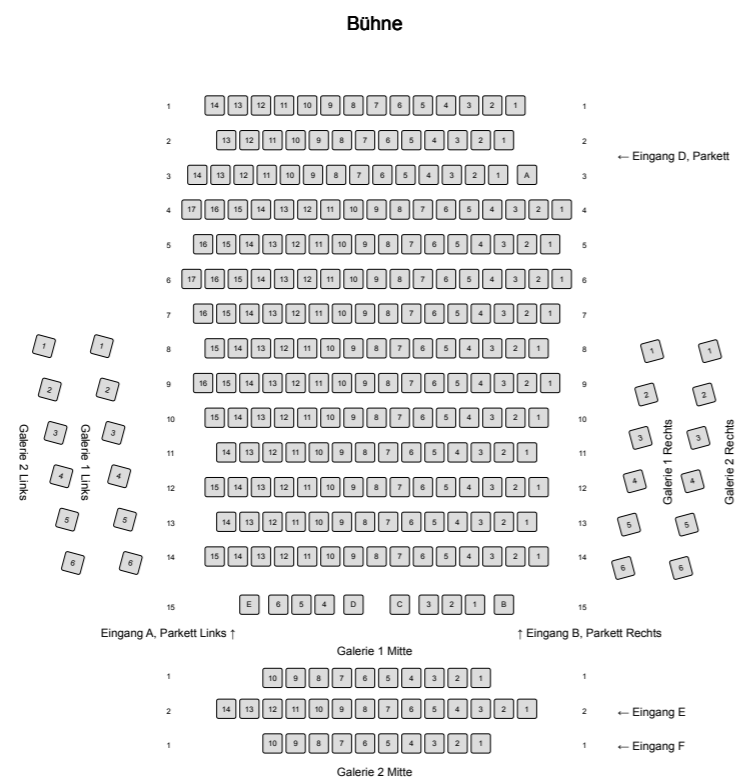 Bühne
1 14 13 12 11 10 9 8 7 6 5 4 3 2 1 1
2 13 12 11 10 9 8 7 6 5 4 3 2 1 2
← Eingang D, Parkett
3 14 13 12 11 10 9 8 7 6 5 4 3 2 1 A 3
4 17 16 15 14 13 12 11 10 9 8 7 6 5 4 3 2 1 4
5 16 15 14 13 12 11 10 9 8 7 6 5 4 3 2 1 5
6 17 16 15 14 13 12 11 10 9 8 7 6 5 4 3 2 1 6
7 16 15 14 13 12 11 10 9 8 7 6 5 4 3 2 1 7
8 15 14 13 12 11 10 9 8 7 6 5 4 3 2 1 8
9 16 15 14 13 12 11 10 9 8 7 6 5 4 3 2 1 9
10 15 14 13 12 11 10 9 8 7 6 5 4 3 2 1 10
11 14 13 12 11 10 9 8 7 6 5 4 3 2 1 11
12 15 14 13 12 11 10 9 8 7 6 5 4 3 2 1 12
13 14 13 12 11 10 9 8 7 6 5 4 3 2 1 13
14 15 14 13 12 11 10 9 8 7 6 5 4 3 2 1 14
15 E 6 5 4 D C 3 2 1 B 15
1 1
2 2
3 3
4 4
5 5
6 6
Galerie 2 Links
Galerie 1 Links
1 1
2 2
3 3
4 4
5 5
6 6
Galerie 1 Rechts
Galerie 2 Rechts
Eingang A, Parkett Links ↑
↑ Eingang B, Parkett Rechts
Galerie 1 Mitte
1 10 9 8 7 6 5 4 3 2 1 1
2 14 13 12 11 10 9 8 7 6 5 4 3 2 1 2 ← Eingang E
1 10 9 8 7 6 5 4 3 2 1 1 ← Eingang F
Galerie 2 Mitte